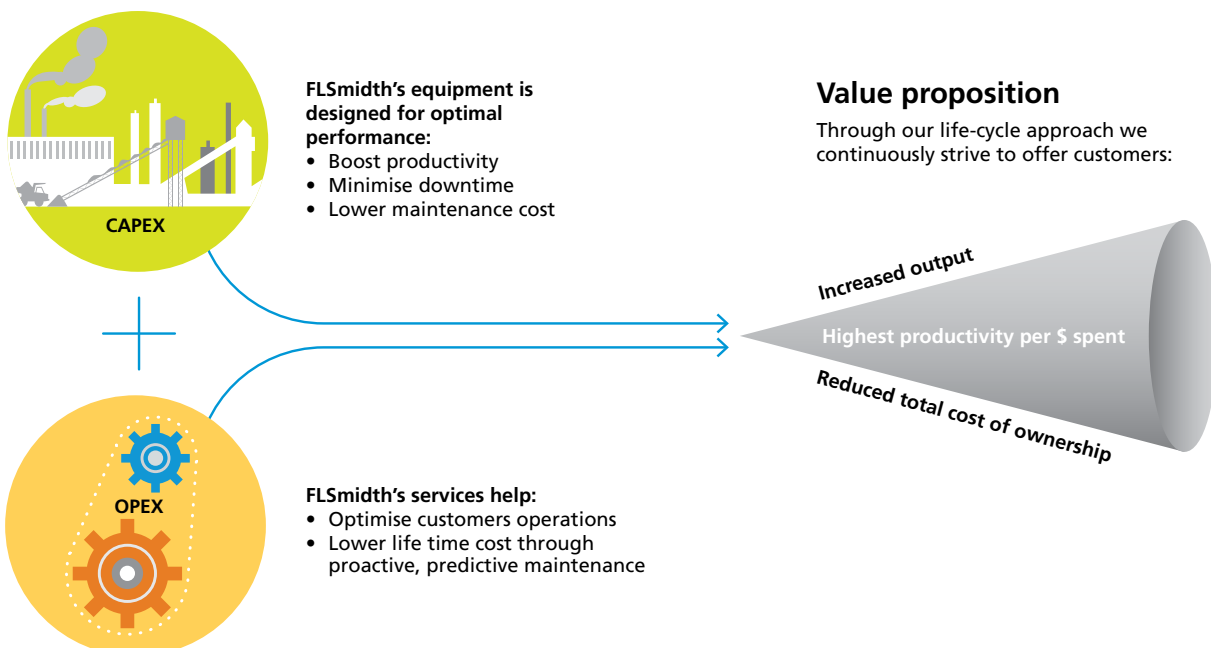 CAPEX
FLSmidth's equipment is
designed for optimal
performance:
• Boost productivity
• Minimise downtime
• Lower maintenance cost
OPEX
FLSmidth's services help:
• Optimise customers operations
• Lower life time cost through
proactive, predictive maintenance
Value proposition
Through our life-cycle approach we
continuously strive to offer customers:
Increased output
Highest productivity per $ spent
Reduced total cost of ownership